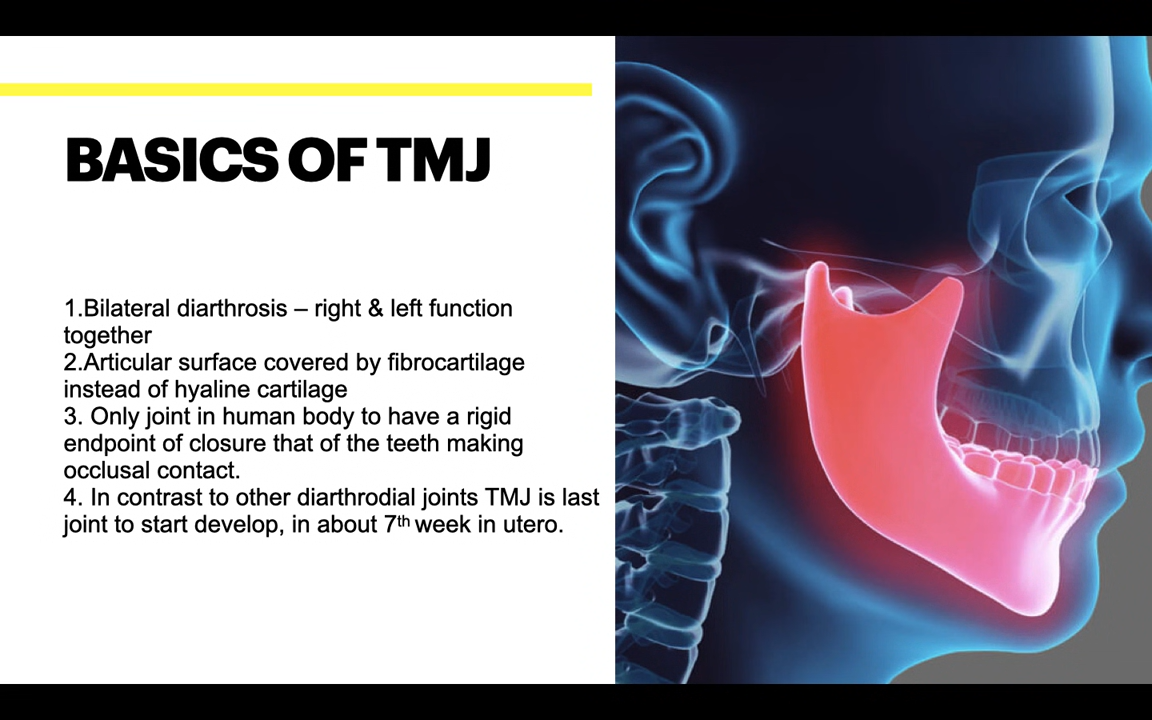 BASICS OF TMJ
1.Bilateral diarthrosis – right & left function
together
2.Articular surface covered by fibrocartilage
instead of hyaline cartilage
3. Only joint in human body to have a rigid
endpoint of closure that of the teeth making
occlusal contact.
4. In contrast to other diarthrodial joints TMJ is last
joint to start develop, in about 7th week in utero.